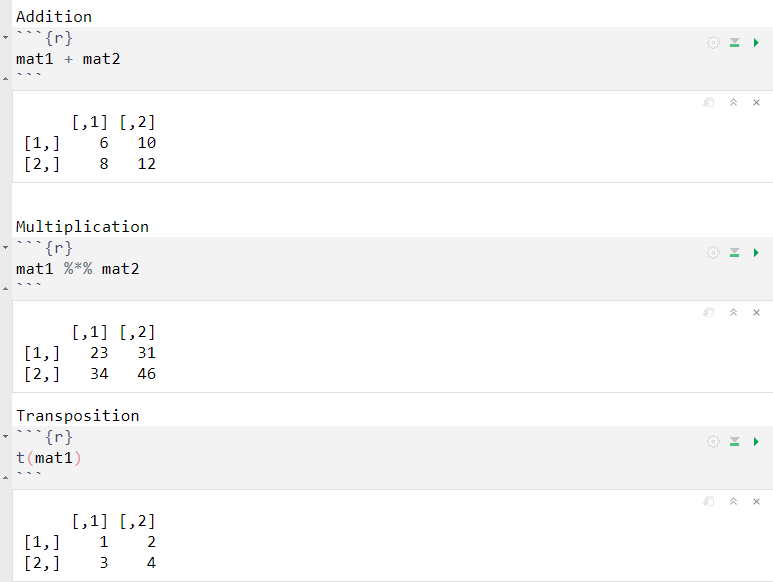 Addition
```{r}
mat1 + mat2
```
     [,1] [,2]
[1,]    6   10
[2,]    8   12
Multiplication
```{r}
mat1 %*% mat2
```
     [,1] [,2]
[1,]   23   31
[2,]   34   46
Transposition
```{r}
t(mat1)
```
     [,1] [,2]
[1,]    1    2
[2,]    3    4